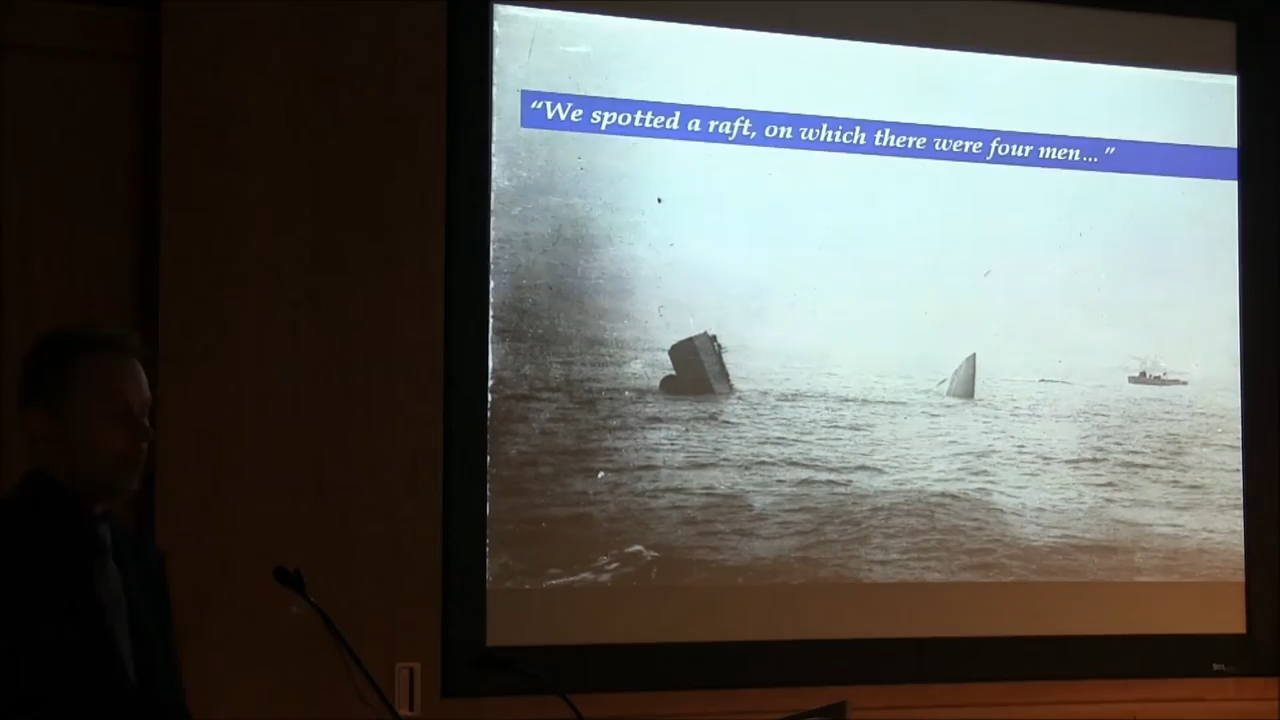 “We spotted a raft, on which there were four men... ”